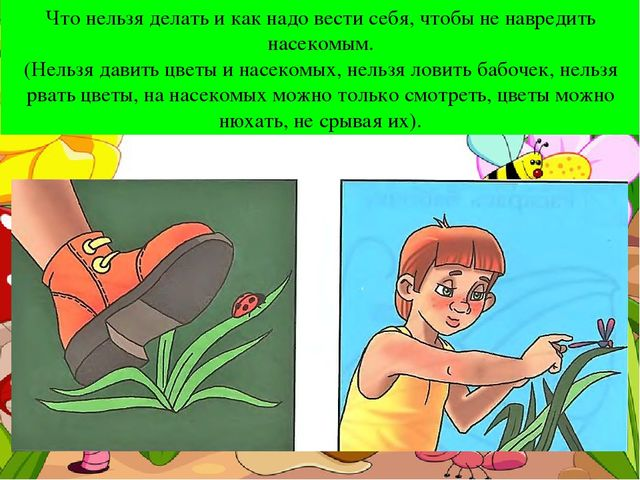 Что нельзя делать и как надо вести себя, чтобы не навредить
насекомым.
(Нельзя давить цветы и насекомых, нельзя ловить бабочек, нельзя
рвать цветы, на насекомых можно только смотреть, цветы можно
нюхать, не срывая их).